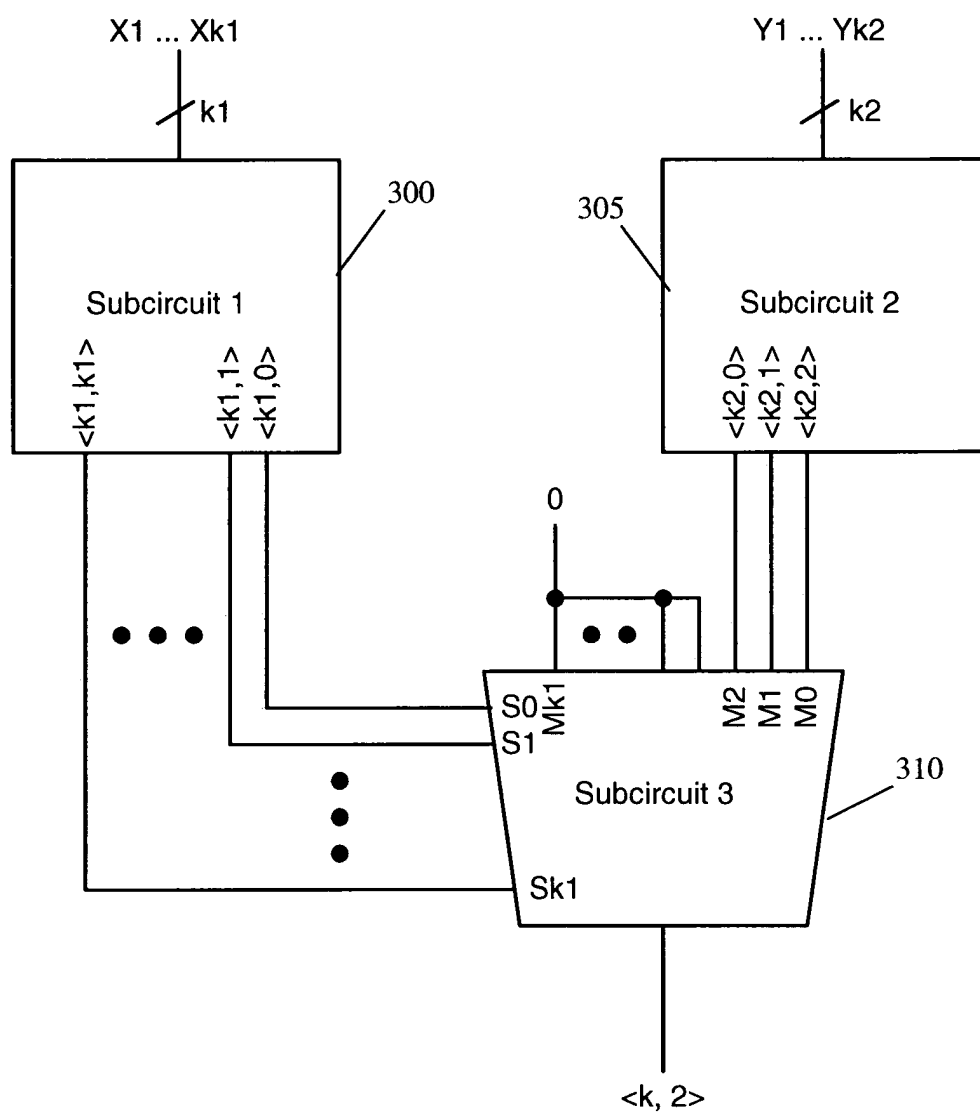 X1 ... Xk1
Y1 ... Yk2
k1
k2
300
305
Subcircuit 1
Subcircuit 2
<k1,k1>
<k1,1>
<k1,0>
<k2,0>
<k2,1>
<k2,2>
0
S0
S1
Mk1
M2
M1
M0
310
Subcircuit 3
Sk1
<k, 2>